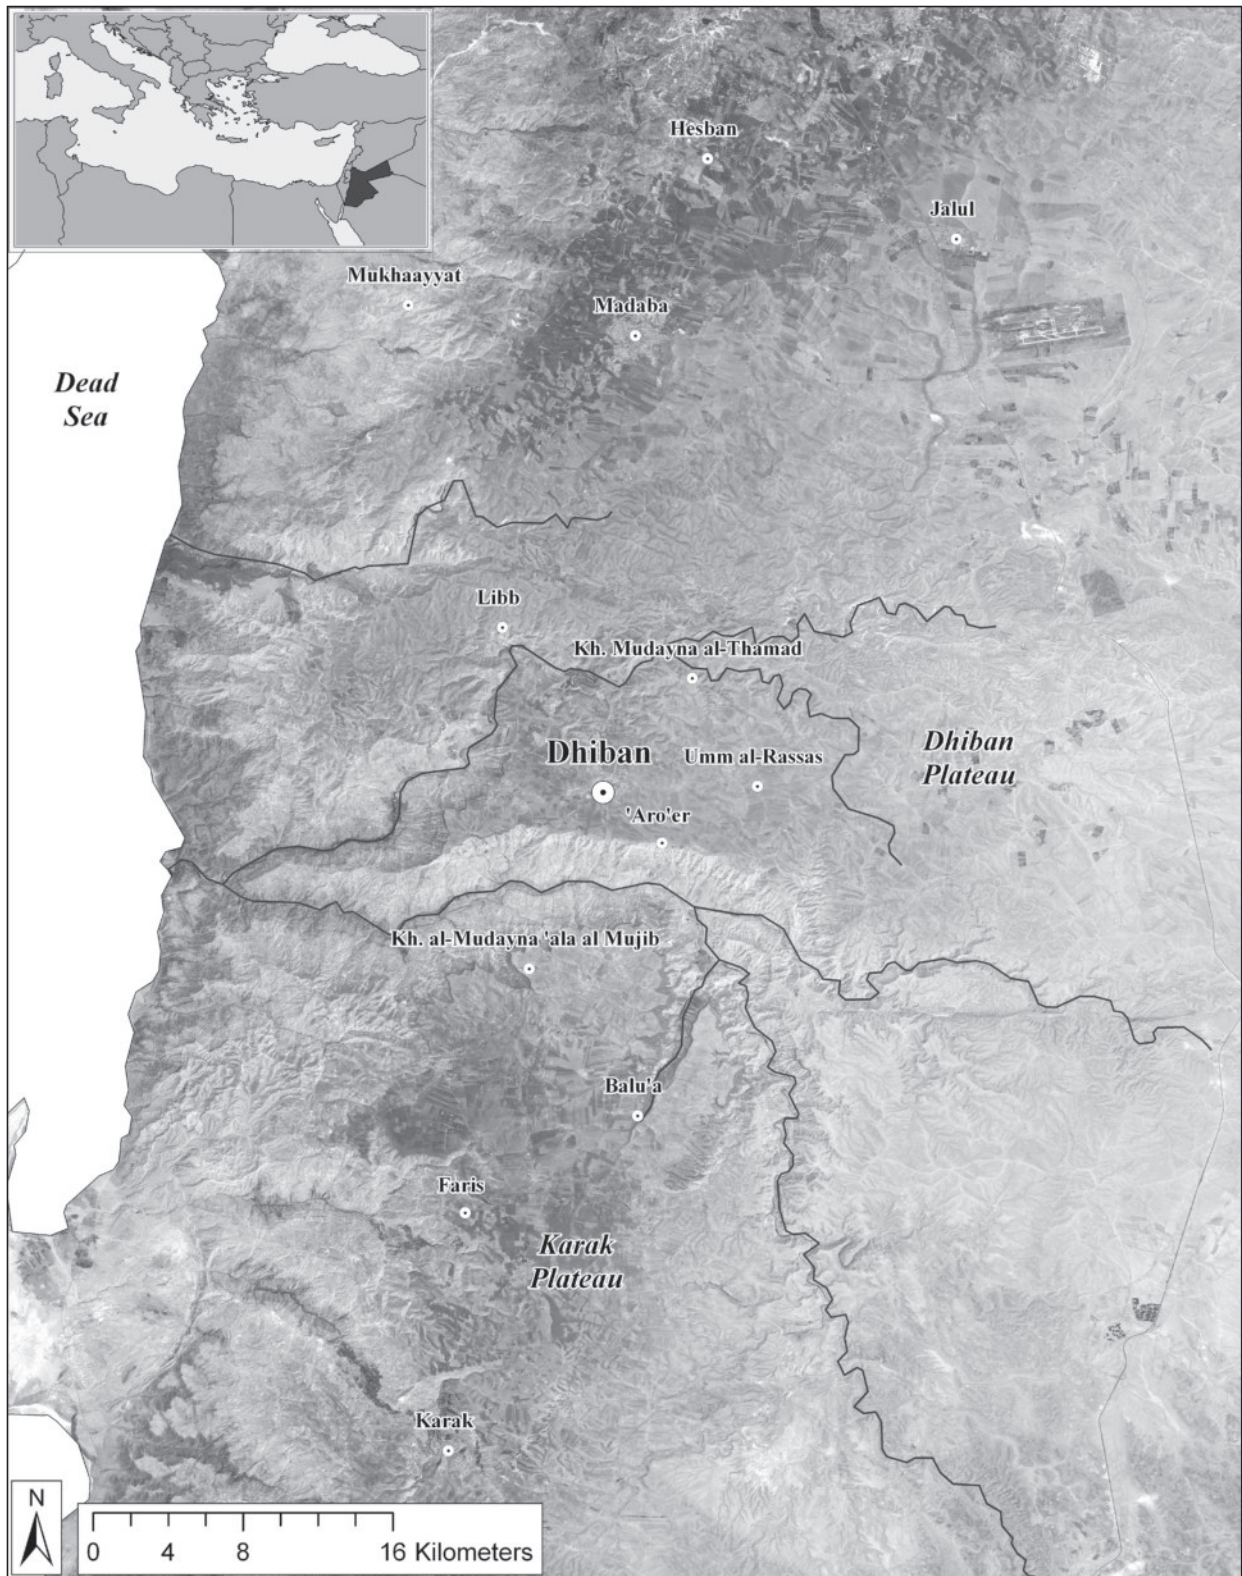 Hesban
Jalul
Mukhaayyat
Madaba
Dead
Sea
Libb
Kh. Mudayna al-Thamad
Dhiban
Umm al-Rassas
Dhiban
Plateau
'Aro'er
Kh. al-Mudayna 'ala al Mujib
Balu'a
Faris
Karak
Plateau
Karak
N
0 4 8 16 Kilometers